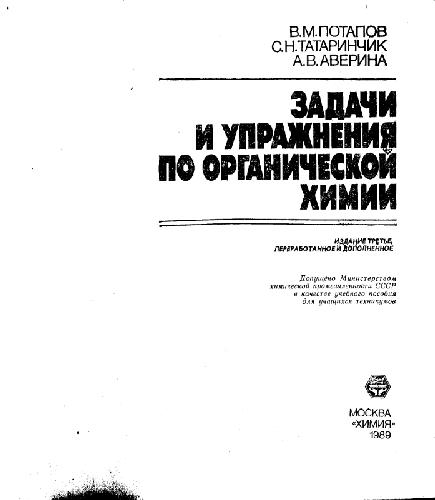 В.М.ПОТАПОВ
С.Н.ТАТАРИНЧИК
А.В.АВЕРИНА
ЗАДАЧИ
И УПРАЖНЕНИЯ
ПО ОРГАНИЧЕСКОЙ
ХИМИИ
ИЗДАНИЕ ТРЕТЬЕ,
ПЕРЕРАБОТАННОЕ И ДОПОЛНЕННОЕ
Допущено Министерством
химической промышленности СССР
в качестве учебного пособия
для учащихся техникумов
МОСКВА
«ХИМИЯ»
1989